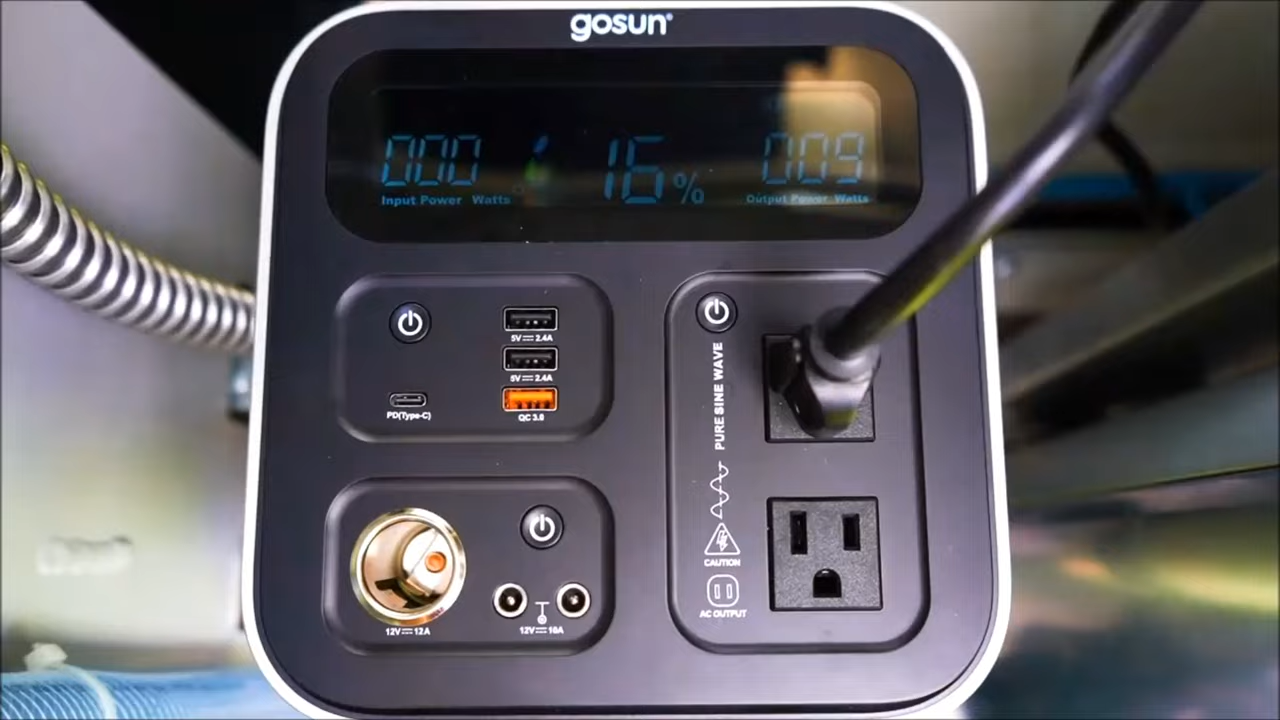 gosun®
000 16% 009
Input Power Watts Output Power Watts
5V 2.4A
5V 2.4A
PD(Type-C) QC 3.0
PURE SINE WAVE
CAUTION
AC OUTPUT
12V 12A 12V 10A